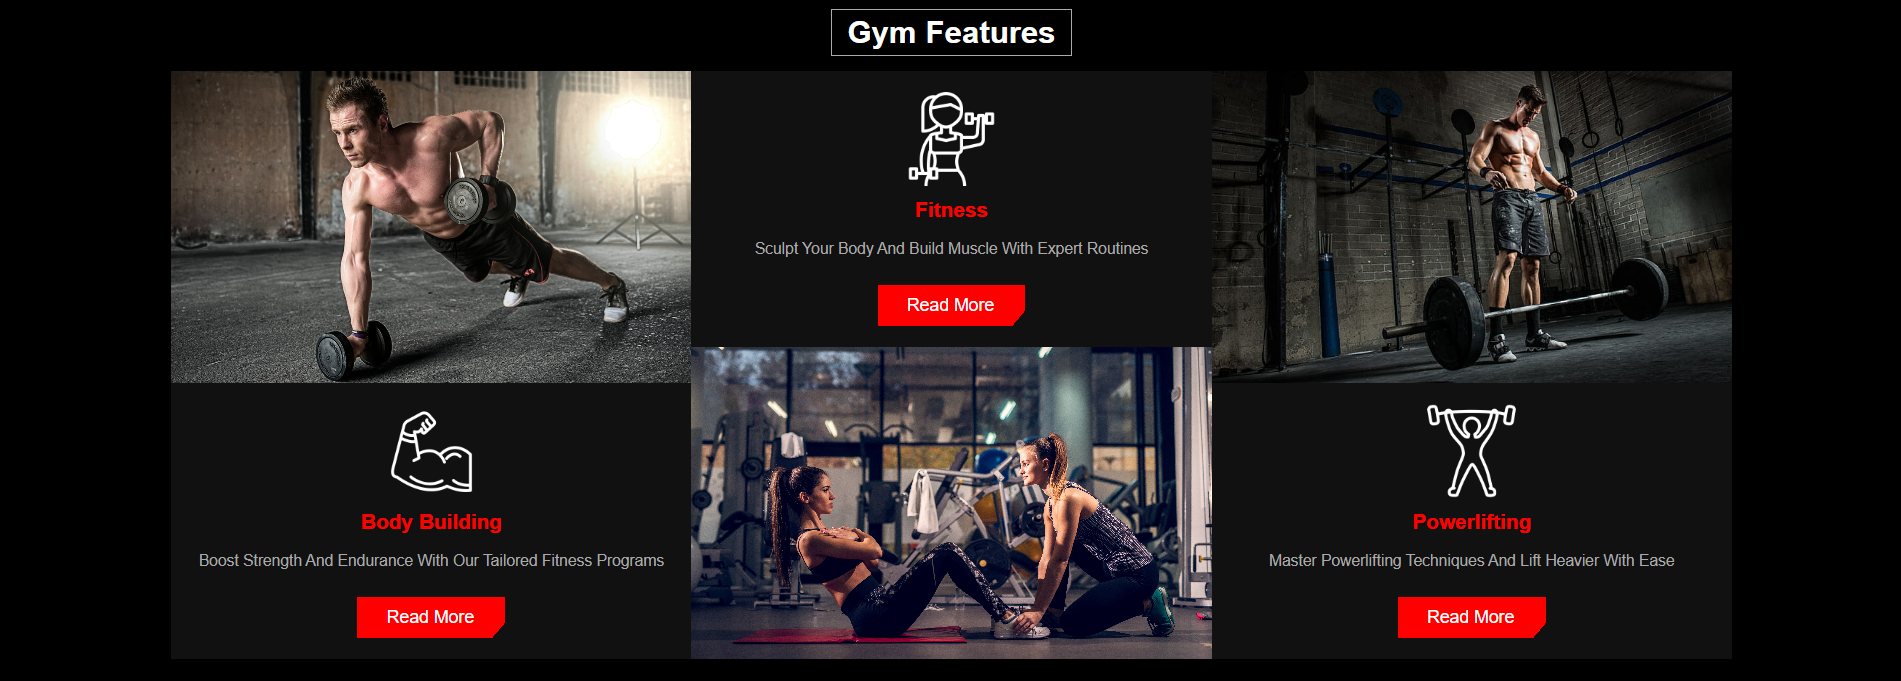 Gym Features
Fitness
Sculpt Your Body And Build Muscle With Expert Routines
Read More
Body Building
Boost Strength And Endurance With Our Tailored Fitness Programs
Read More
Powerlifting
Master Powerlifting Techniques And Lift Heavier With Ease
Read More